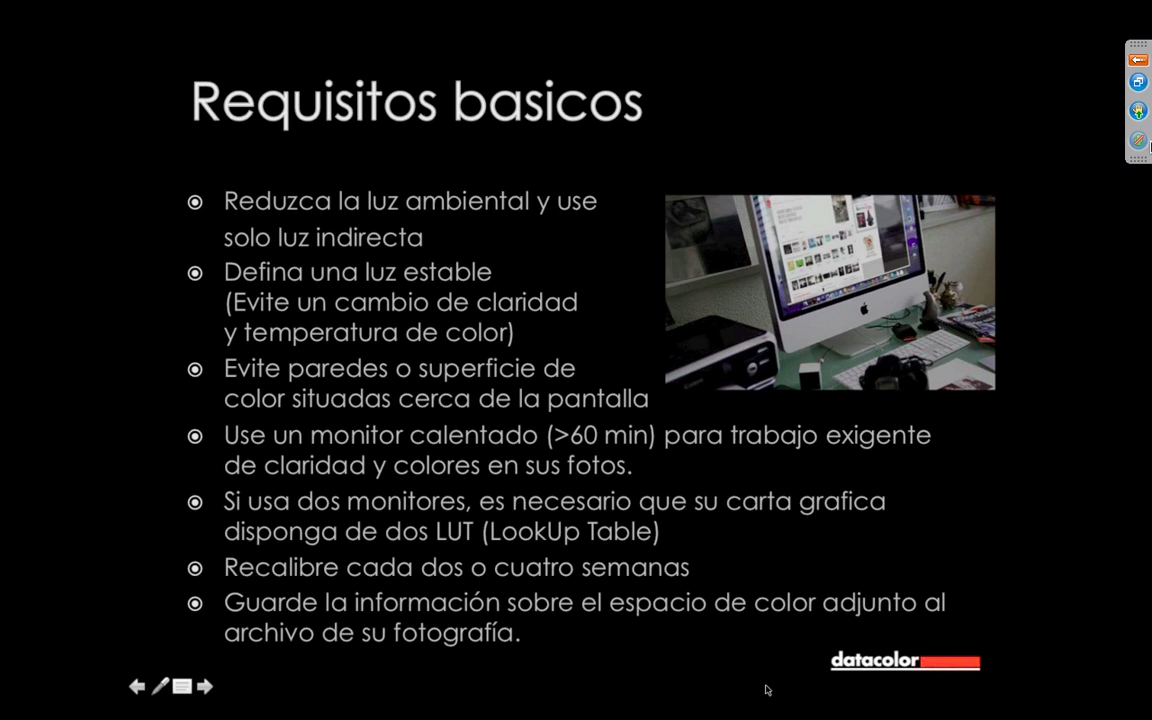 Requisitos basicos
Reduzca la luz ambiental y use
solo luz indirecta
Defina una luz estable
(Evite un cambio de claridad
y temperatura de color)
Evite paredes o superficie de
color situadas cerca de la pantalla
Use un monitor calentado (>60 min) para trabajo exigente
de claridad y colores en sus fotos.
Si usa dos monitores, es necesario que su carta grafica
disponga de dos LUT (LookUp Table)
Recalibre cada dos o cuatro semanas
Guarde la información sobre el espacio de color adjunto al
archivo de su fotografía.
datacolor